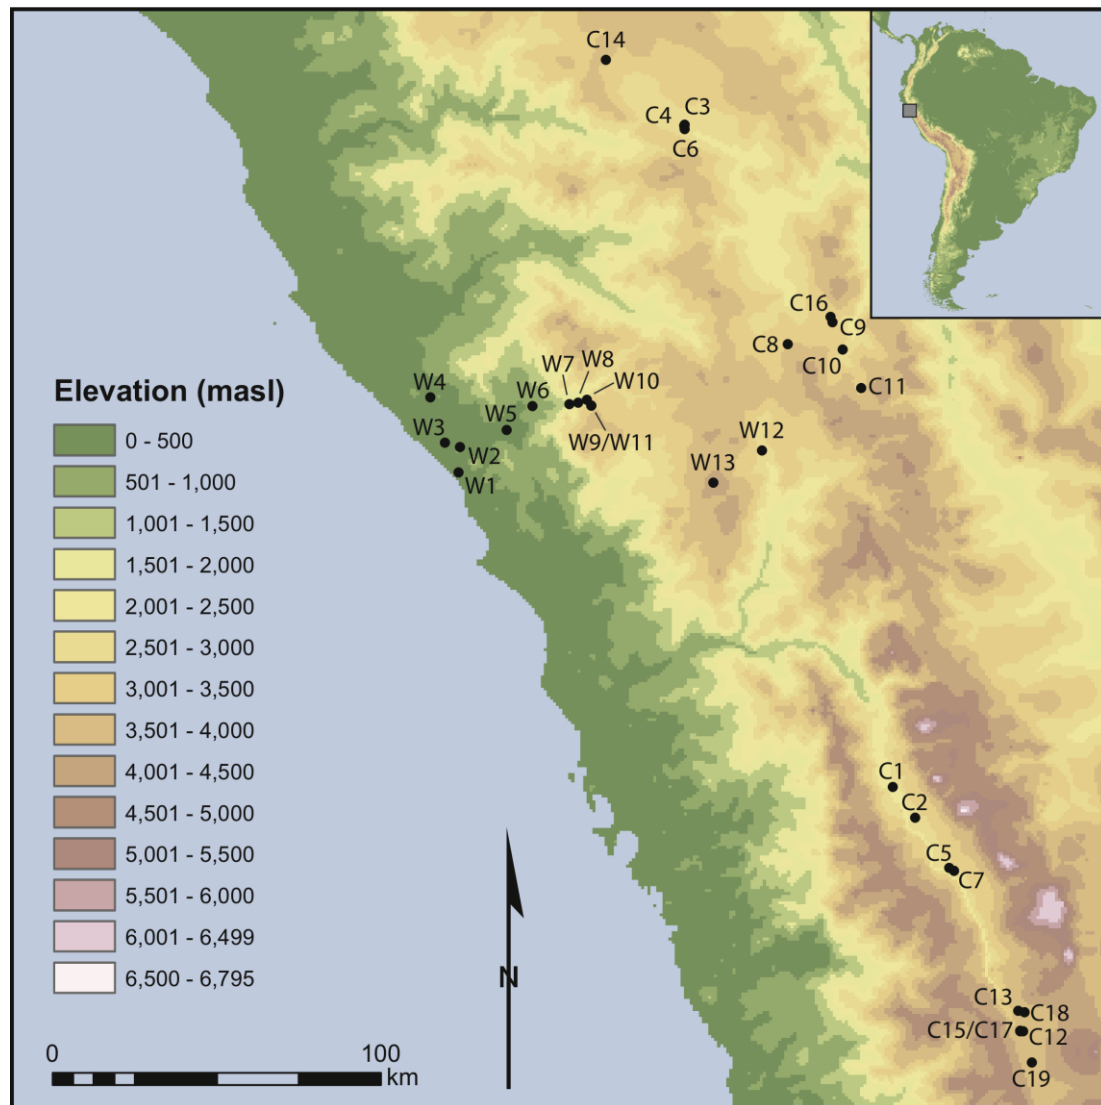 C14
C4
C3
C6
C16
C9
C8
C10
C11
W7
W8
W10
W4
W6
W5
W9/W11
W3
W2
W12
W1
W13
Elevation (masl)
0 - 500
501 - 1,000
1,001 - 1,500
1,501 - 2,000
2,001 - 2,500
2,501 - 3,000
3,001 - 3,500
3,501 - 4,000
4,001 - 4,500
4,501 - 5,000
5,001 - 5,500
5,501 - 6,000
6,001 - 6,499
6,500 - 6,795
C1
C2
C5
C7
N
C13
C18
C15/C17
C12
C19
0
100
km